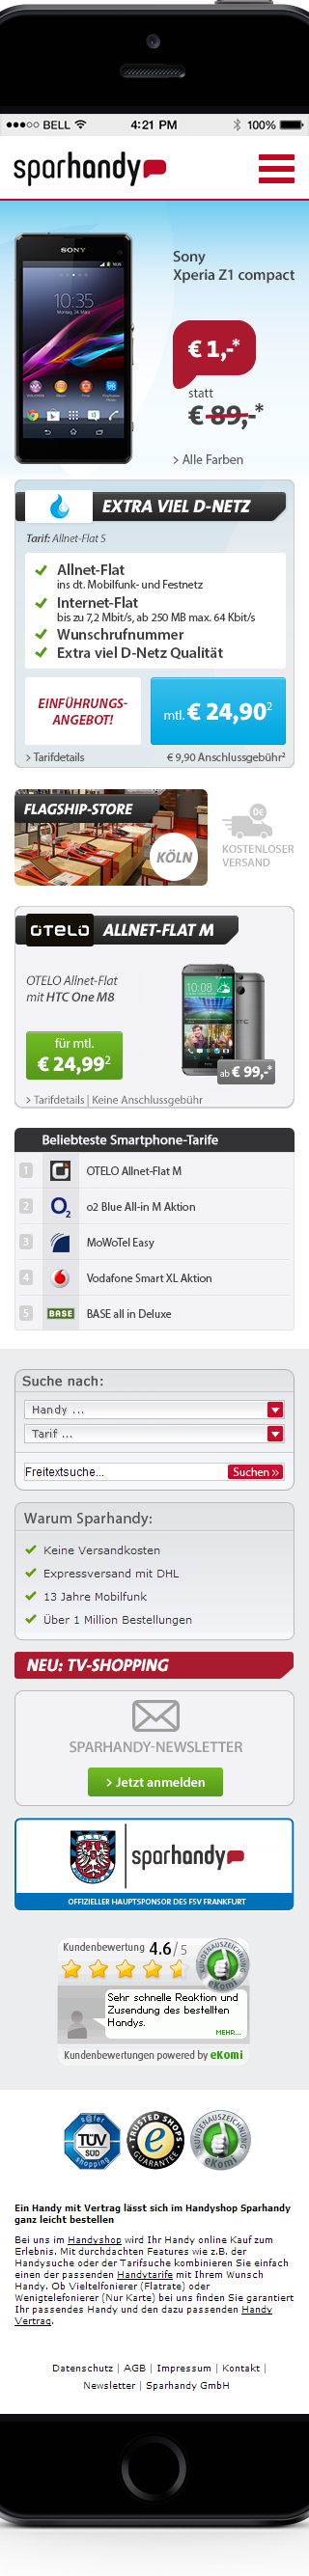 BELL
4:21 PM
100%
sparhandy
SONY
10:35
Sony
Xperia Z1 compact
€ 1,-*
statt
€ 89,-*
> Alle Farben
EXTRA VIEL D-NETZ
Tarif: Allnet-Flat S
Allnet-Flat
ins dt. Mobilfunk- und Festnetz
Internet-Flat
bis zu 7,2 Mbit/s, ab 250 MB max. 64 Kbit/s
Wunschrufnummer
Extra viel D-Netz Qualität
EINFÜHRUNGS-
ANGEBOT!
mtl. € 24,90²
> Tarifdetails
€ 9,90 Anschlussgebühr²
FLAGSHIP-STORE
KÖLN
0€
KOSTENLOSER
VERSAND
OTELO ALLNET-FLAT M
OTELO Allnet-Flat
mit HTC One M8
für mtl.
€ 24,99²
ab € 99,-*
> Tarifdetails | Keine Anschlussgebühr
Beliebteste Smartphone-Tarife
1 OTELO Allnet-Flat M
2 O2 o2 Blue All-in M Aktion
3 MoWoTel Easy
4 Vodafone Smart XL Aktion
5 BASE BASE all in Deluxe
Suche nach:
Handy ...
Tarif ...
Freitextsuche...
Suchen »
Warum Sparhandy:
Keine Versandkosten
Expressversand mit DHL
13 Jahre Mobilfunk
Über 1 Million Bestellungen
NEU: TV-SHOPPING
SPARHANDY-NEWSLETTER
> Jetzt anmelden
sparhandy
OFFIZIELLER HAUPTSPONSOR DES FSV FRANKFURT
Kundenbewertung 4.6/5
KUNDENAUSZEICHNUNG
Sehr schnelle Reaktion und
Zusendung des bestellten
Handys.
MEHR...
Kundenbewertungen powered by eKomi
s@fer
TÜV
SÜD
shopping
TRUSTED SHOPS
GUARANTEE
KUNDENAUSZEICHNUNG
eKomi
Ein Handy mit Vertrag lässt sich im Handyshop Sparhandy
ganz leicht bestellen
Bei uns im Handyshop wird Ihr Handy online Kauf zum
Erlebnis. Mit durchdachten Features wie z.B. der
Handysuche oder der Tarifsuche kombinieren Sie einfach
einen der passenden Handytarife mit Ihrem Wunsch
Handy. Ob Vieltelfonierer (Flatrate) oder
Wenigtelefonierer (Nur Karte) bei uns finden Sie garantiert
Ihr passendes Handy und den dazu passenden Handy
Vertrag.
Datenschutz | AGB | Impressum | Kontakt |
Newsletter | Sparhandy GmbH